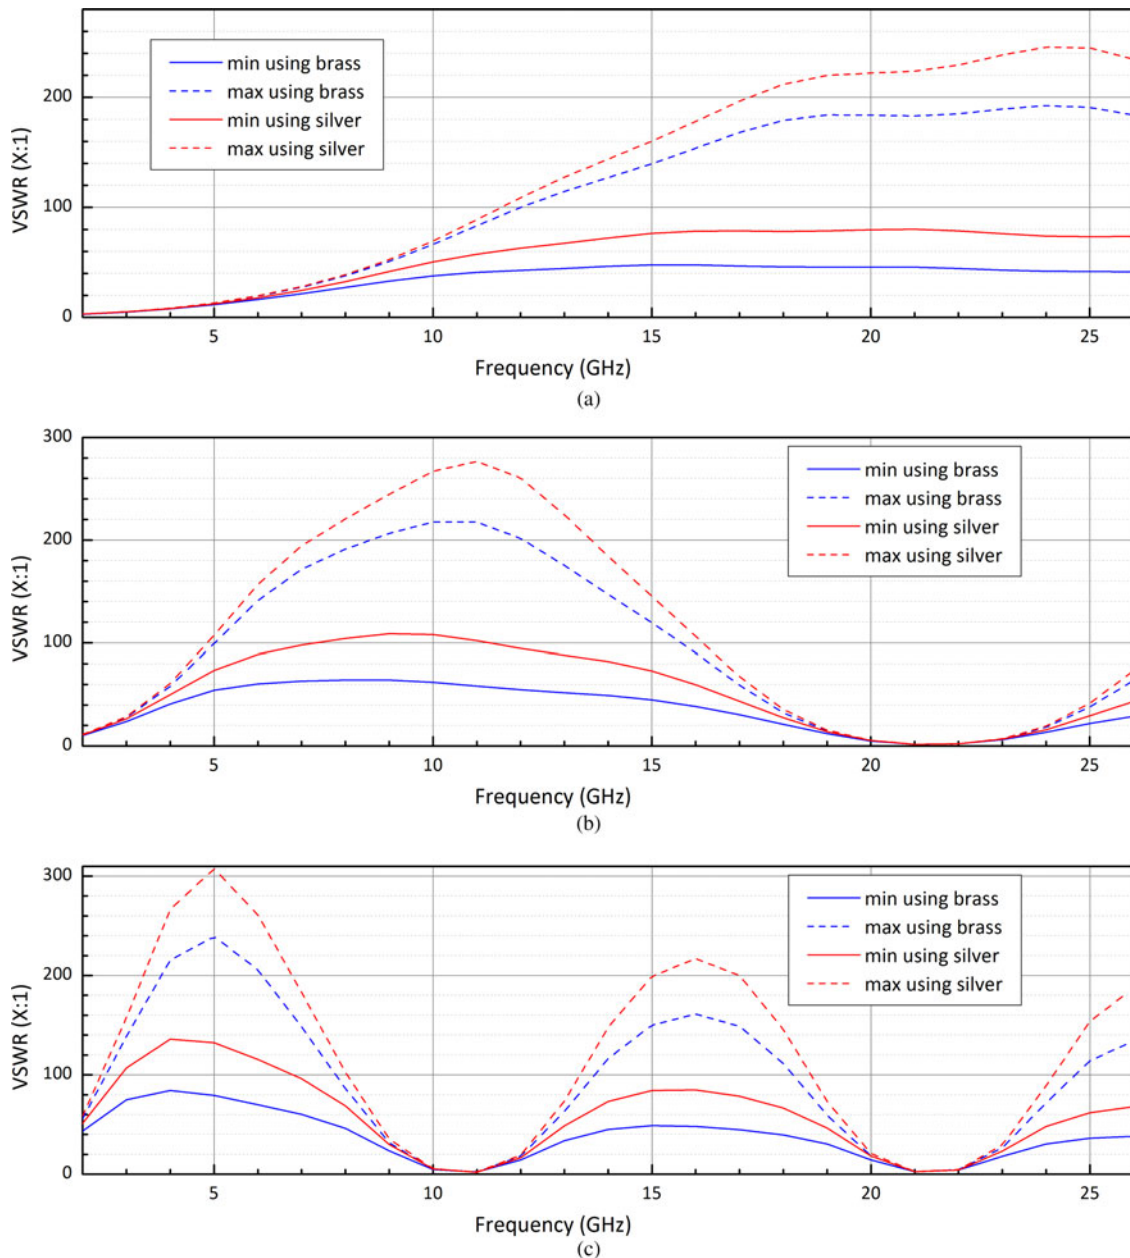 min using brass
max using brass
min using silver
max using silver
VSWR (X:1)
200
100
0
5
10
15
20
25
Frequency (GHz)
(a)
300
200
100
0
VSWR (X:1)
min using brass
max using brass
min using silver
max using silver
5
10
15
20
25
Frequency (GHz)
(b)
300
200
100
0
VSWR (X:1)
min using brass
max using brass
min using silver
max using silver
5
10
15
20
25
Frequency (GHz)
(c)